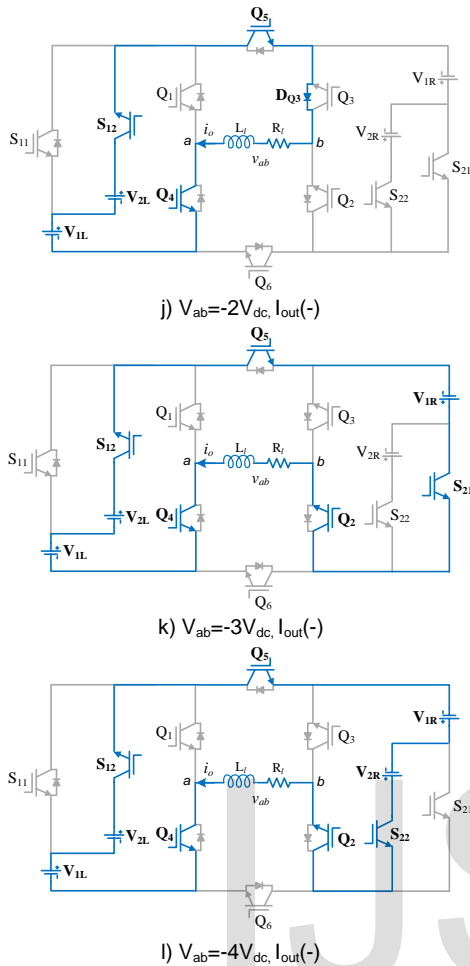 Q5
S11
S12
Q1
DQ3
Q3
V1R
V2R
a
io
Ll
Rl
b
vab
S21
V2L
Q4
Q2
S22
V1L
Q6
j) Vab=-2Vdc, Iout(-)
Q5
V1R
S11
S12
Q1
Q3
V2R
a
io
Ll
Rl
b
vab
S21
V2L
Q4
Q2
S22
V1L
Q6
k) Vab=-3Vdc, Iout(-)
Q5
V1R
S11
S12
Q1
Q3
V2R
a
io
Ll
Rl
b
vab
S21
V2L
Q4
Q2
S22
V1L
Q6
l) Vab=-4Vdc, Iout(-)